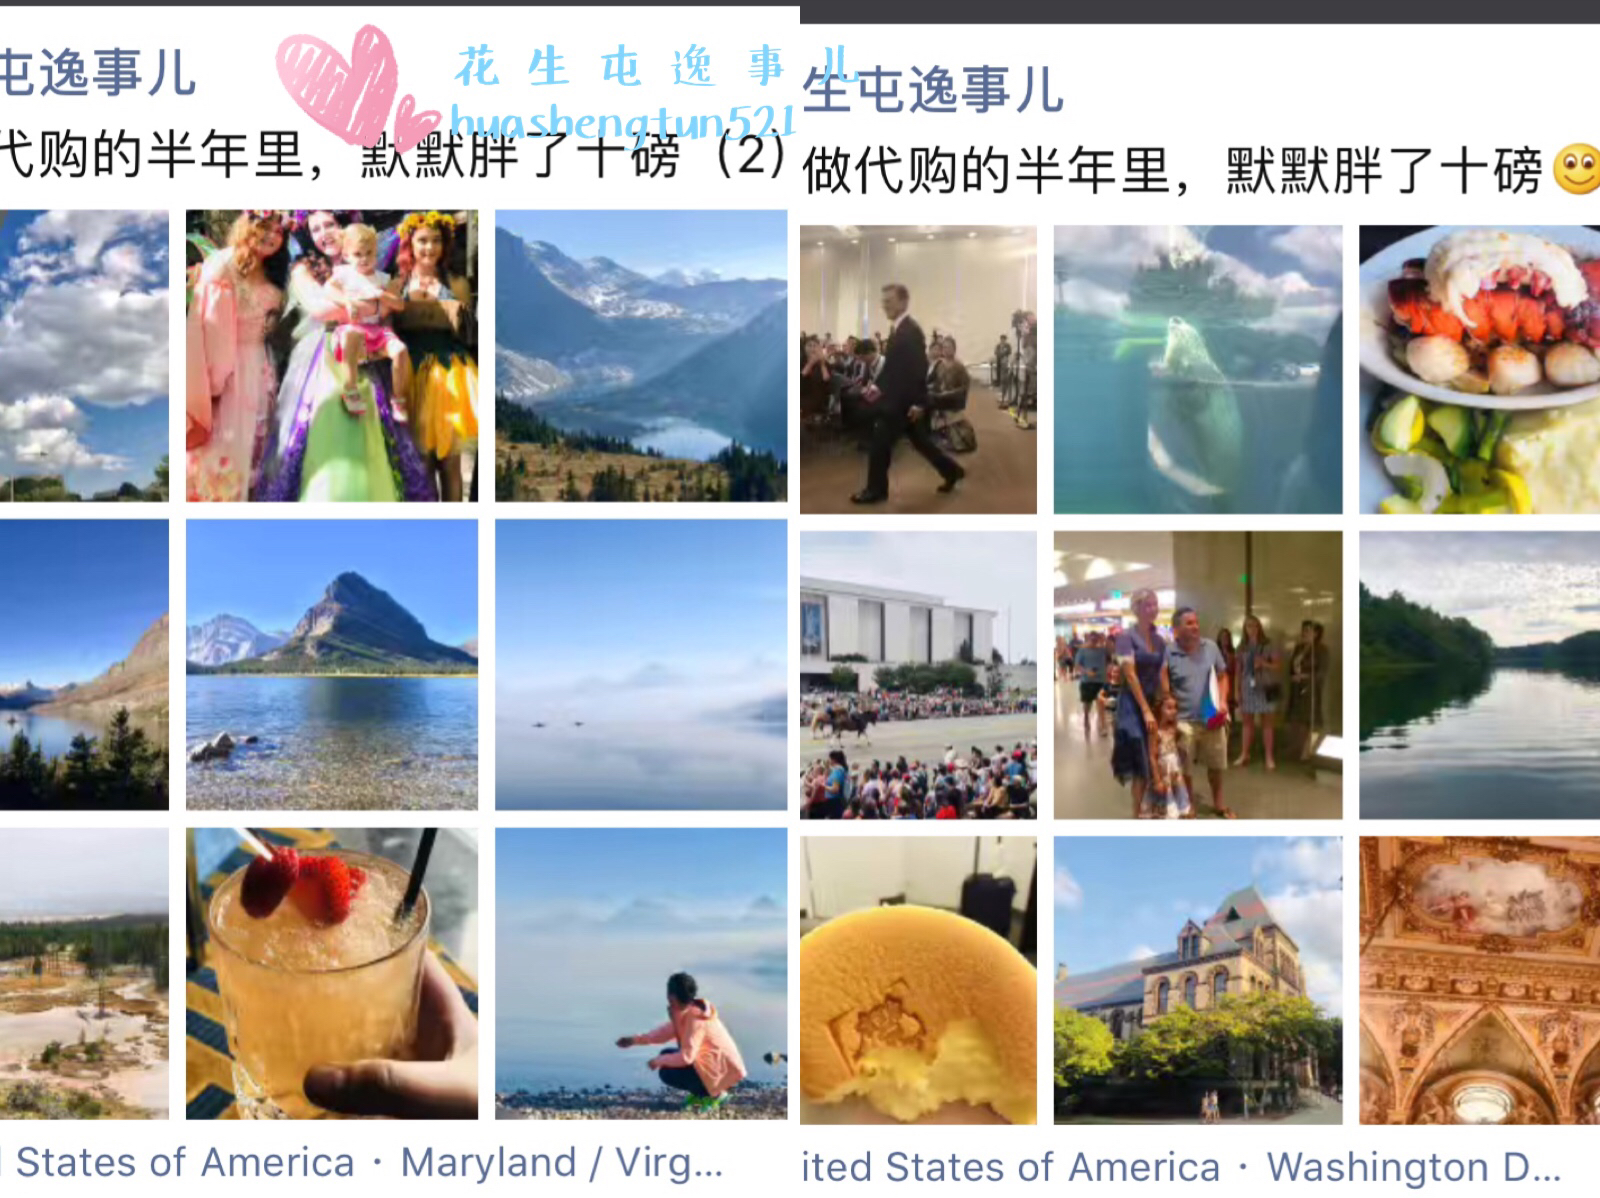 屯逸事儿
花生屯逸事儿
huashengtun521
代购的半年里，默默胖了十磅（2）
States of America · Maryland / Virg...
生屯逸事儿
做代购的半年里，默默胖了十磅
ited States of America · Washington D...